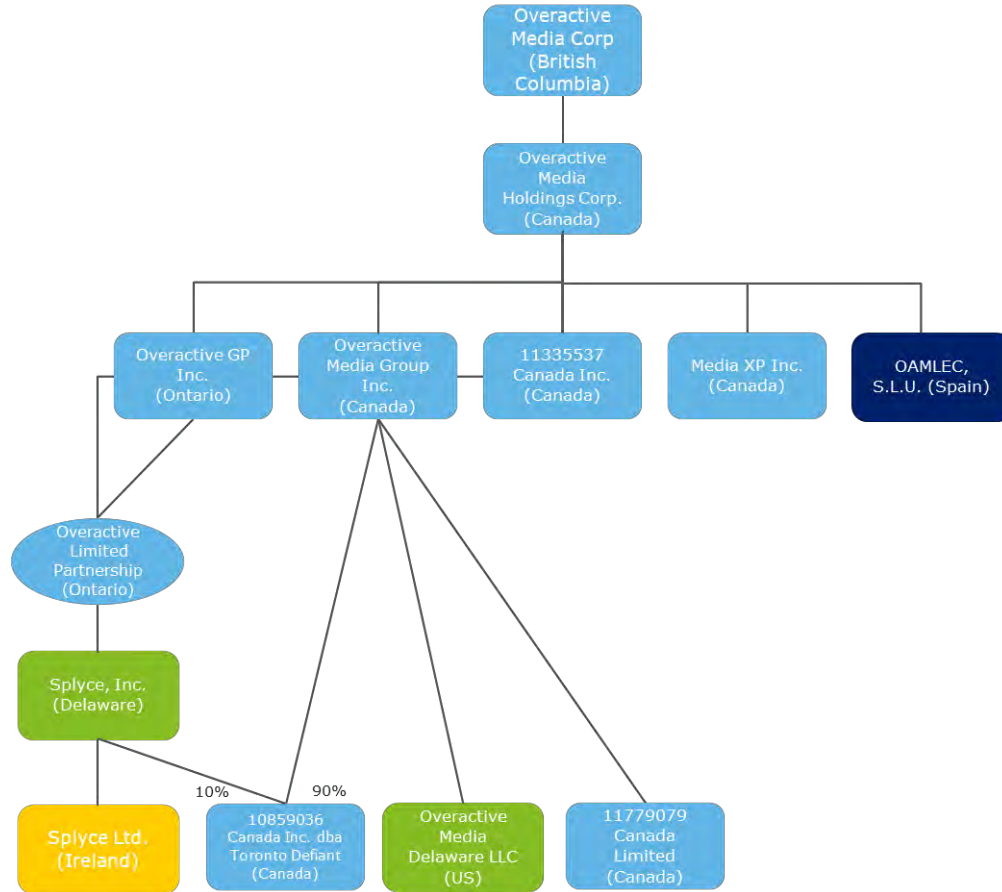 Overactive
Media Corp
(British
Columbia)
Overactive
Media
Holdings Corp.
(Canada)
Overactive GP
Inc.
(Ontario)
Overactive
Media Group
Inc.
(Canada)
11335537
Canada Inc.
(Canada)
Media XP Inc.
(Canada)
OAMLEC,
S.L.U. (Spain)
Overactive
Limited
Partnership
(Ontario)
Splyce, Inc.
(Delaware)
10%
90%
Splyce Ltd.
(Ireland)
10859036
Canada Inc. dba
Toronto Defiant
(Canada)
Overactive
Media
Delaware LLC
(US)
11779079
Canada
Limited
(Canada)